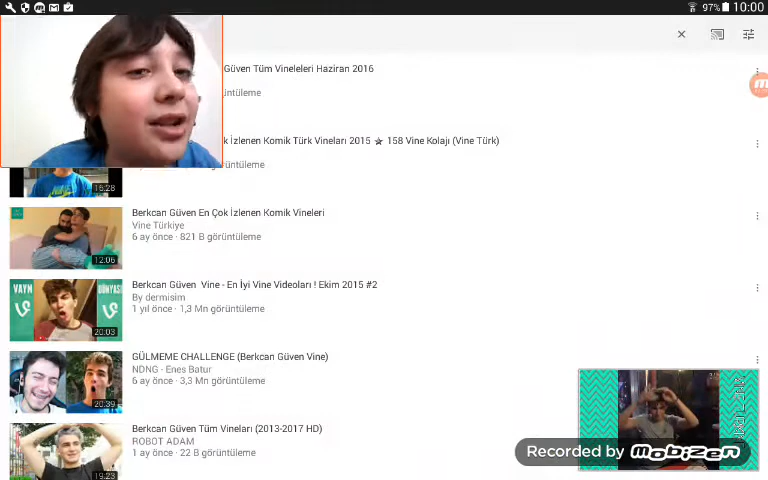 97% 10:00
Güven Tüm Vineleleri Haziran 2016
üntüleme
k İzlenen Komik Türk Vineları 2015 ★ 158 Vine Kolajı (Vine Türk)
görüntüleme
15:28
Berkcan Güven En Çok İzlenen Komik Vineleri
Vine Türkiye
6 ay önce · 821 B görüntüleme
12:06
Berkcan Güven Vine - En İyi Vine Videoları ! Ekim 2015 #2
By dermisim
1 yıl önce · 1,3 Mn görüntüleme
VAYM DÜNYASI
20:03
GÜLMEME CHALLENGE (Berkcan Güven Vine)
NDNG - Enes Batur
6 ay önce · 3,3 Mn görüntüleme
20:39
Berkcan Güven Tüm Vineları (2013-2017 HD)
ROBOT ADAM
1 ay önce · 22 B görüntüleme
19:23
Recorded by Mobizen